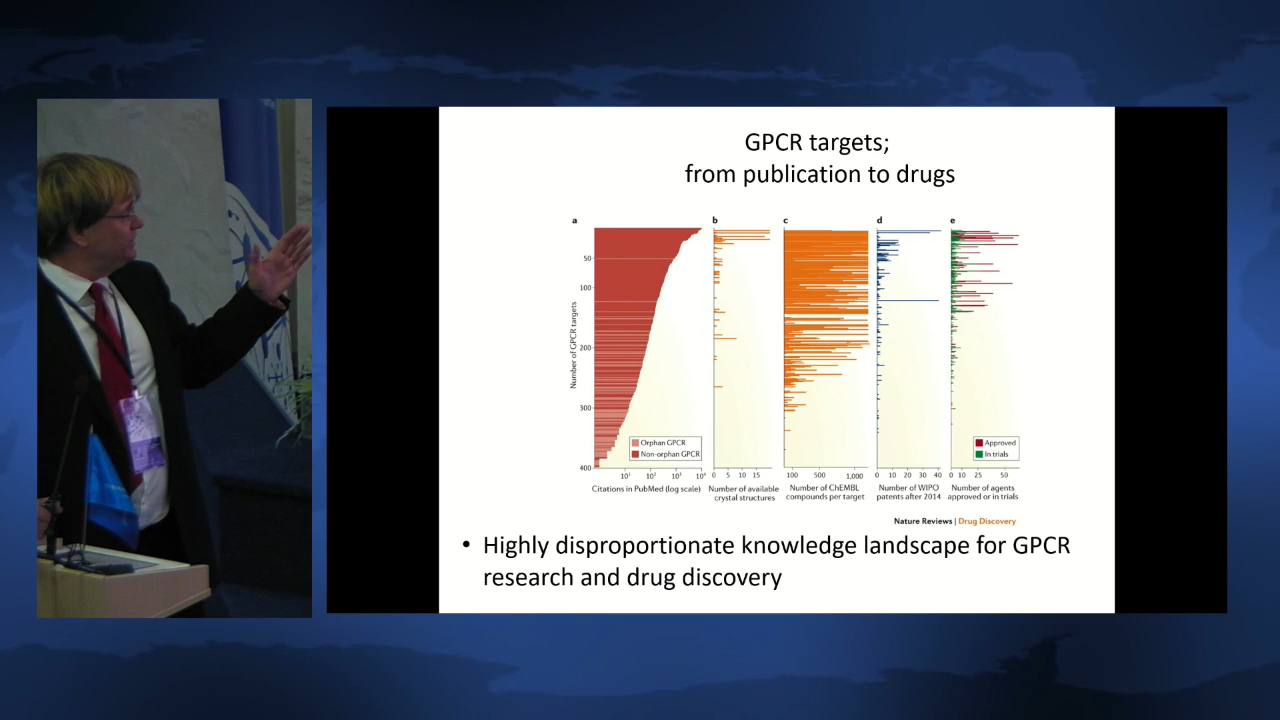 GPCR targets;
from publication to drugs
a
b
c
d
e
Number of GPCR targets
50
100
200
300
400
Orphan GPCR
Non-orphan GPCR
Approved
In trials
10¹ 10² 10³ 10⁴
0 5 10 15
100 500 1,000
0 10 20 30 40
0 10 25 50
Citations in PubMed (log scale)
Number of available
crystal structures
Number of ChEMBL
compounds per target
Number of WIPO
patents after 2014
Number of agents
approved or in trials
Nature Reviews | Drug Discovery
• Highly disproportionate knowledge landscape for GPCR
research and drug discovery